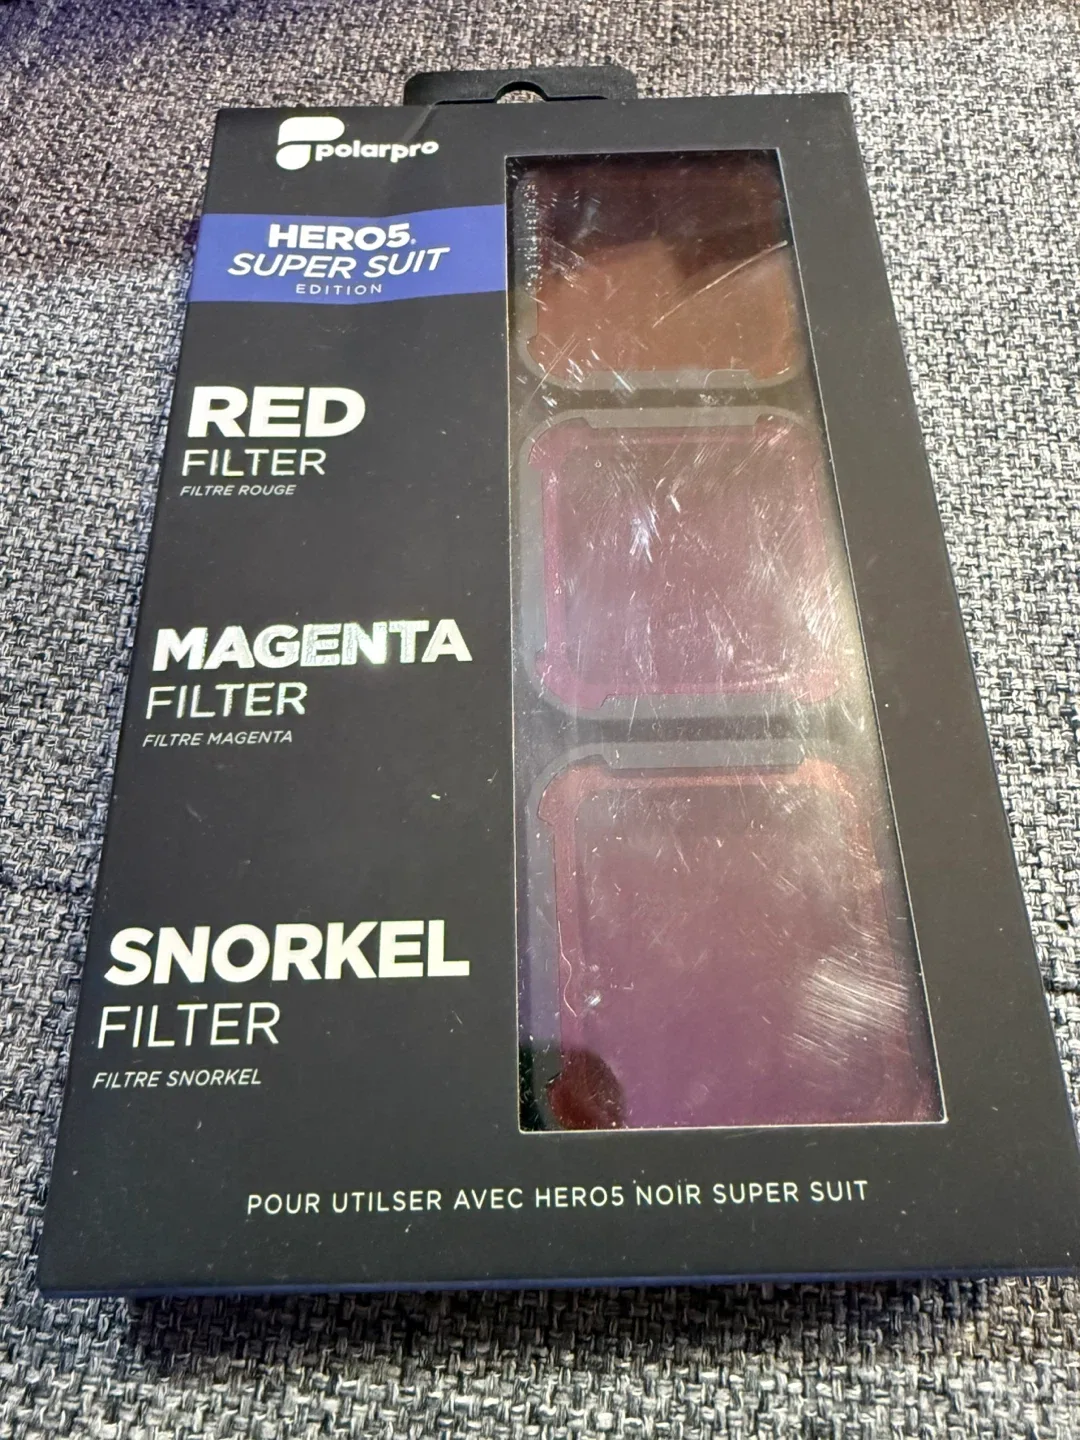 polarpro
HERO5®
SUPER SUIT
EDITION
RED
FILTER
FILTRE ROUGE
MAGENTA
FILTER
FILTRE MAGENTA
SNORKEL
FILTER
FILTRE SNORKEL
POUR UTILSER AVEC HERO5 NOIR SUPER SUIT